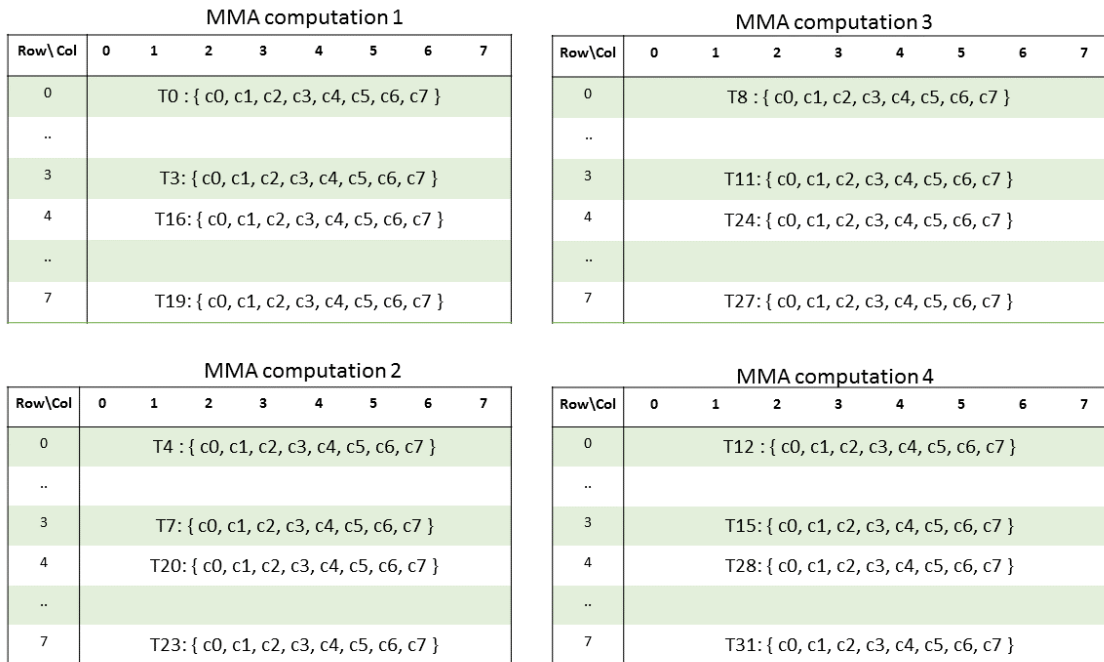 MMA computation 1
Row\ Col 0 1 2 3 4 5 6 7
0 T0 : { c0, c1, c2, c3, c4, c5, c6, c7 }
..
3 T3: { c0, c1, c2, c3, c4, c5, c6, c7 }
4 T16: { c0, c1, c2, c3, c4, c5, c6, c7 }
..
7 T19: { c0, c1, c2, c3, c4, c5, c6, c7 }
MMA computation 3
Row\Col 0 1 2 3 4 5 6 7
0 T8 : { c0, c1, c2, c3, c4, c5, c6, c7 }
..
3 T11: { c0, c1, c2, c3, c4, c5, c6, c7 }
4 T24: { c0, c1, c2, c3, c4, c5, c6, c7 }
..
7 T27: { c0, c1, c2, c3, c4, c5, c6, c7 }
MMA computation 2
Row\Col 0 1 2 3 4 5 6 7
0 T4 : { c0, c1, c2, c3, c4, c5, c6, c7 }
..
3 T7: { c0, c1, c2, c3, c4, c5, c6, c7 }
4 T20: { c0, c1, c2, c3, c4, c5, c6, c7 }
..
7 T23: { c0, c1, c2, c3, c4, c5, c6, c7 }
MMA computation 4
Row\Col 0 1 2 3 4 5 6 7
0 T12 : { c0, c1, c2, c3, c4, c5, c6, c7 }
..
3 T15: { c0, c1, c2, c3, c4, c5, c6, c7 }
4 T28: { c0, c1, c2, c3, c4, c5, c6, c7 }
..
7 T31: { c0, c1, c2, c3, c4, c5, c6, c7 }